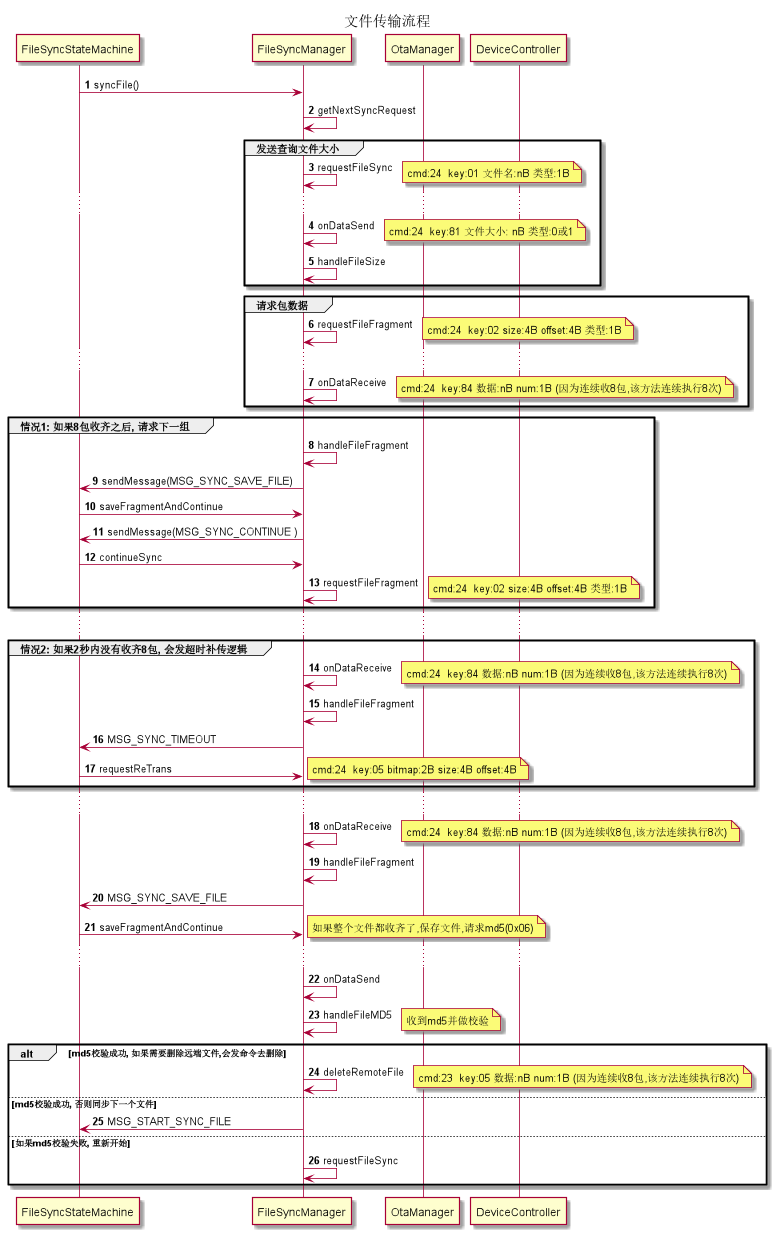 文件传输流程
FileSyncStateMachine FileSyncManager OtaManager DeviceController
1 syncFile()
2 getNextSyncRequest
发送查询文件大小
3 requestFileSync cmd:24 key:01 文件名:nB 类型:1B
4 onDataSend cmd:24 key:81 文件大小: nB 类型:0或1
5 handleFileSize
请求包数据
6 requestFileFragment cmd:24 key:02 size:4B offset:4B 类型:1B
7 onDataReceive cmd:24 key:84 数据:nB num:1B (因为连续收8包,该方法连续执行8次)
情况1: 如果8包收齐之后, 请求下一组
8 handleFileFragment
9 sendMessage(MSG_SYNC_SAVE_FILE)
10 saveFragmentAndContinue
11 sendMessage(MSG_SYNC_CONTINUE )
12 continueSync
13 requestFileFragment cmd:24 key:02 size:4B offset:4B 类型:1B
情况2: 如果2秒内没有收齐8包, 会发超时补传逻辑
14 onDataReceive cmd:24 key:84 数据:nB num:1B (因为连续收8包,该方法连续执行8次)
15 handleFileFragment
16 MSG_SYNC_TIMEOUT
17 requestReTrans cmd:24 key:05 bitmap:2B size:4B offset:4B
18 onDataReceive cmd:24 key:84 数据:nB num:1B (因为连续收8包,该方法连续执行8次)
19 handleFileFragment
20 MSG_SYNC_SAVE_FILE
21 saveFragmentAndContinue 如果整个文件都收齐了,保存文件,请求md5(0x06)
22 onDataSend
23 handleFileMD5 收到md5并做校验
alt [md5校验成功, 如果需要删除远端文件,会发命令去删除]
24 deleteRemoteFile cmd:23 key:05 数据:nB num:1B (因为连续收8包,该方法连续执行8次)
[md5校验成功, 否则同步下一个文件]
25 MSG_START_SYNC_FILE
[如果md5校验失败, 重新开始]
26 requestFileSync
FileSyncStateMachine FileSyncManager OtaManager DeviceController